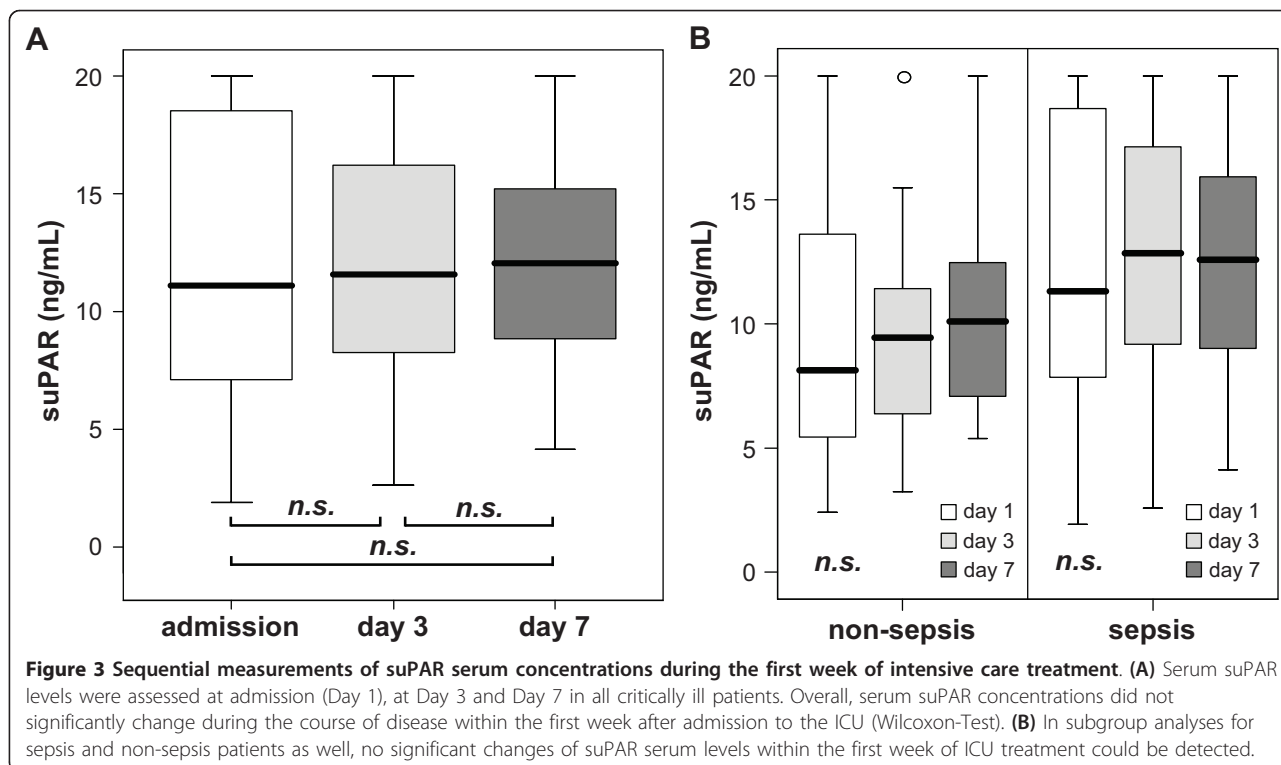 A
B
20
15
10
5
0
suPAR (ng/mL)
n.s.
n.s.
n.s.
admission
day 3
day 7
20
15
10
5
0
suPAR (ng/mL)
n.s.
day 1
day 3
day 7
n.s.
day 1
day 3
day 7
non-sepsis
sepsis
Figure 3 Sequential measurements of suPAR serum concentrations during the first week of intensive care treatment. (A) Serum suPAR
levels were assessed at admission (Day 1), at Day 3 and Day 7 in all critically ill patients. Overall, serum suPAR concentrations did not
significantly change during the course of disease within the first week after admission to the ICU (Wilcoxon-Test). (B) In subgroup analyses for
sepsis and non-sepsis patients as well, no significant changes of suPAR serum levels within the first week of ICU treatment could be detected.